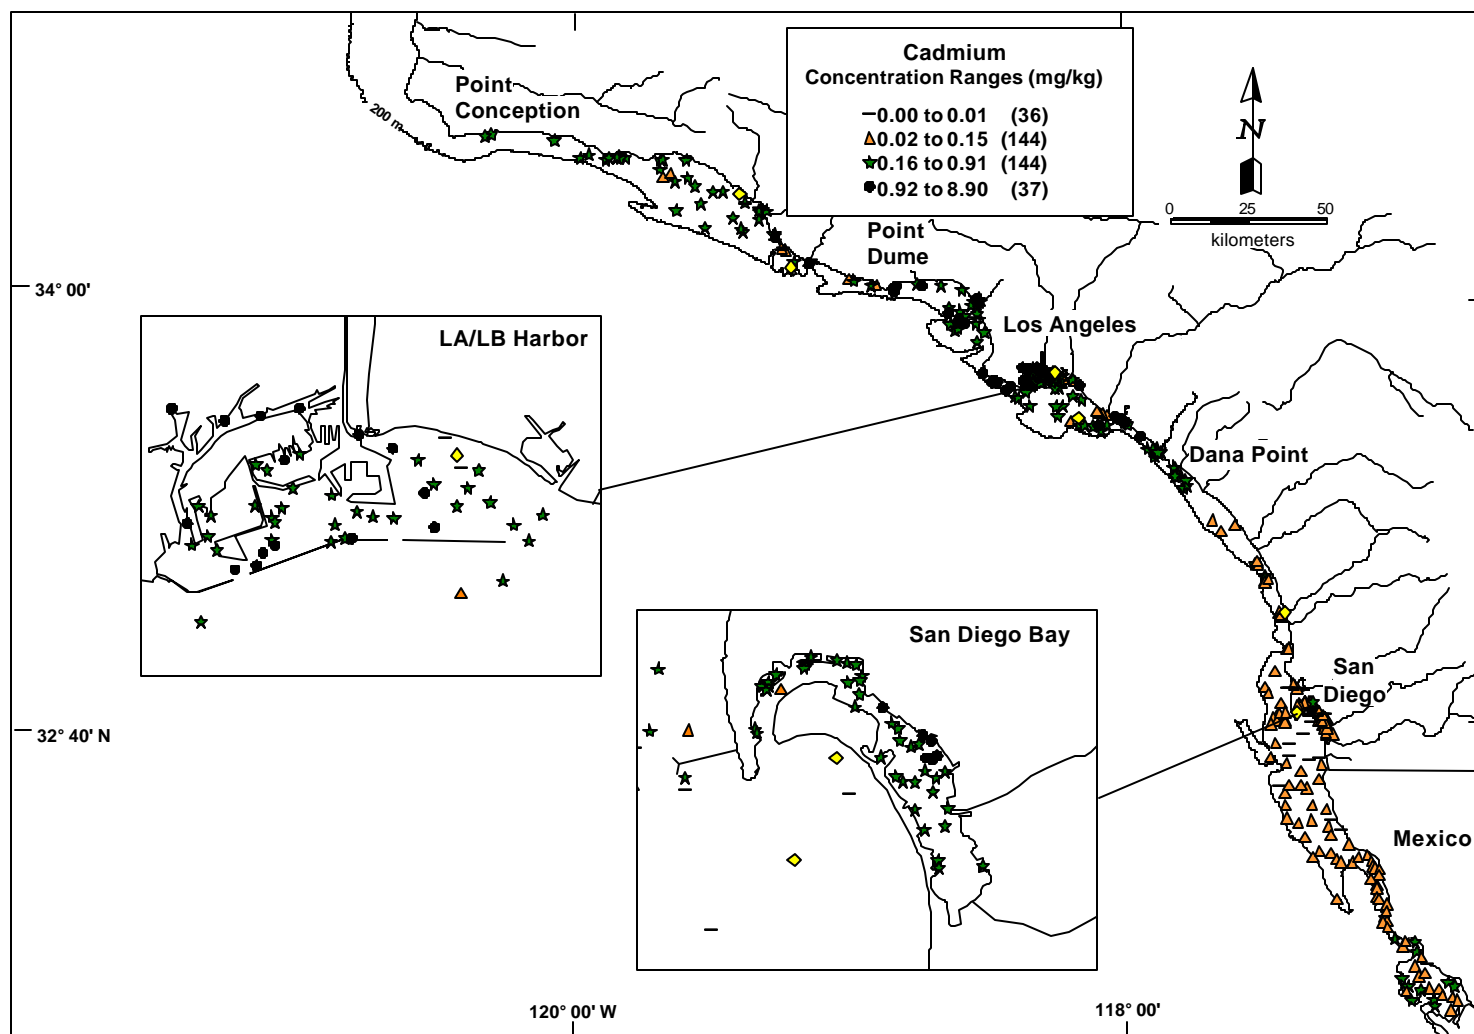 Cadmium
Concentration Ranges (mg/kg)
0.00 to 0.01 (36)
0.02 to 0.15 (144)
0.16 to 0.91 (144)
0.92 to 8.90 (37)
N
0 25 50
kilometers
Point
Conception
200 m
Point
Dume
34° 00'
Los Angeles
LA/LB Harbor
Dana Point
San Diego Bay
San
Diego
32° 40' N
Mexico
120° 00' W
118° 00'